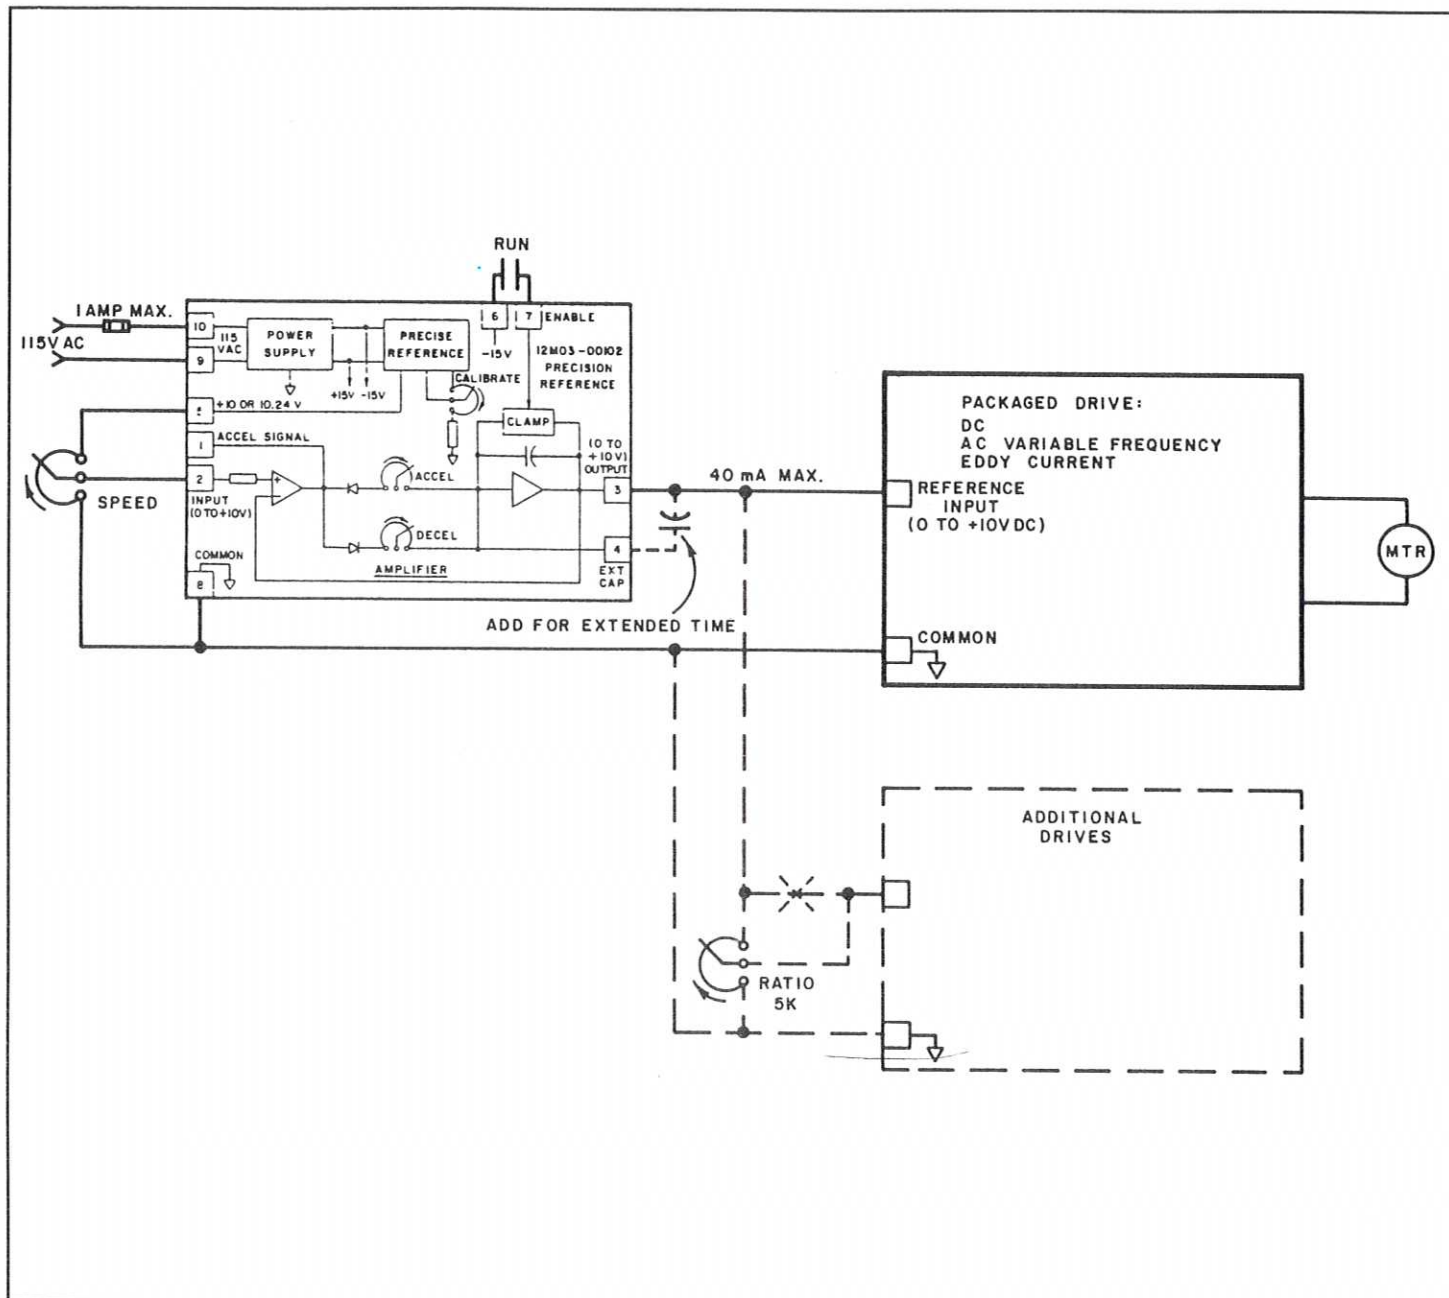 RUN
1 AMP MAX.
115V AC
10
9
115
VAC
POWER
SUPPLY
PRECISE
REFERENCE
+15V -15V
6
7
ENABLE
-15V
12M03-00102
PRECISION
REFERENCE
CALIBRATE
CLAMP
+10 OR 10.24 V
1
ACCEL SIGNAL
2
INPUT
(0 TO +10V)
SPEED
ACCEL
DECEL
AMPLIFIER
(0 TO
+10V)
OUTPUT
3
4
EXT
CAP
COMMON
8
40 mA MAX.
ADD FOR EXTENDED TIME
PACKAGED DRIVE:
DC
AC VARIABLE FREQUENCY
EDDY CURRENT
REFERENCE
INPUT
(0 TO +10V DC)
COMMON
MTR
ADDITIONAL
DRIVES
RATIO
5K